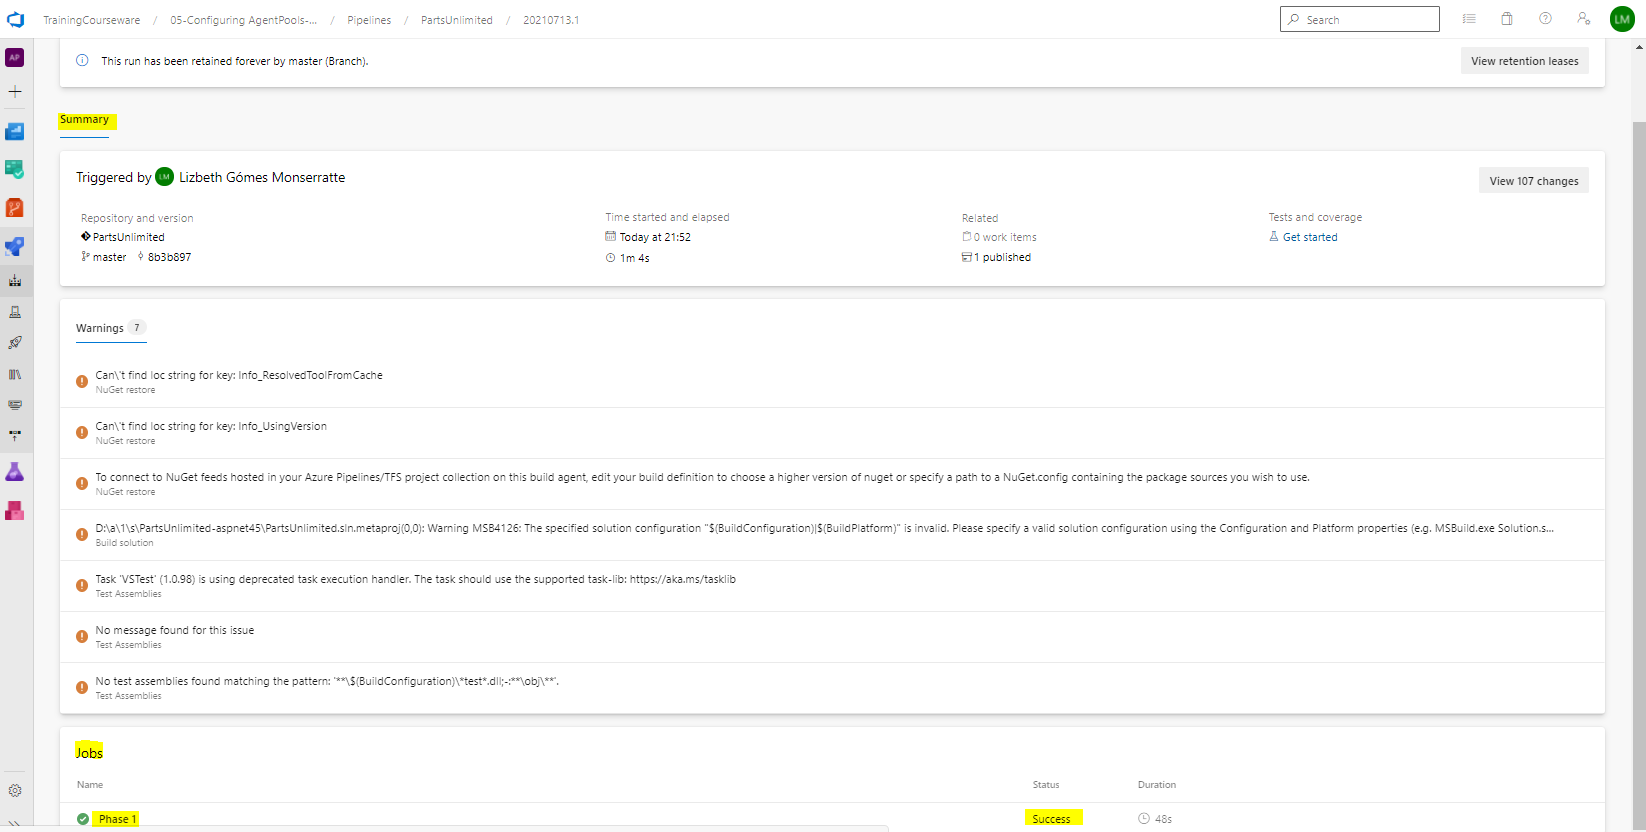 TrainingCourseware / 05-Configuring AgentPools-... / Pipelines / PartsUnlimited / 20210713.1
Search
LM
AP
This run has been retained forever by master (Branch).
View retention leases
Summary
Triggered by LM Lizbeth Gómes Monserratte
View 107 changes
Repository and version
Time started and elapsed
Related
Tests and coverage
PartsUnlimited
Today at 21:52
0 work items
Get started
master 8b3b897
1m 4s
1 published
Warnings 7
Can\'t find loc string for key: Info_ResolvedToolFromCache
NuGet restore
Can\'t find loc string for key: Info_UsingVersion
NuGet restore
To connect to NuGet feeds hosted in your Azure Pipelines/TFS project collection on this build agent, edit your build definition to choose a higher version of nuget or specify a path to a NuGet.config containing the package sources you wish to use.
NuGet restore
D:\a\1\s\PartsUnlimited-aspnet45\PartsUnlimited.sln.metaproj(0,0): Warning MSB4126: The specified solution configuration "$(BuildConfiguration)|$(BuildPlatform)" is invalid. Please specify a valid solution configuration using the Configuration and Platform properties (e.g. MSBuild.exe Solution.s...
Build solution
Task 'VSTest' (1.0.98) is using deprecated task execution handler. The task should use the supported task-lib: https://aka.ms/tasklib
Test Assemblies
No message found for this issue
Test Assemblies
No test assemblies found matching the pattern: '**\$(BuildConfiguration)\*test*.dll;-:**\obj\**'.
Test Assemblies
Jobs
Name
Status
Duration
Phase 1
Success
48s